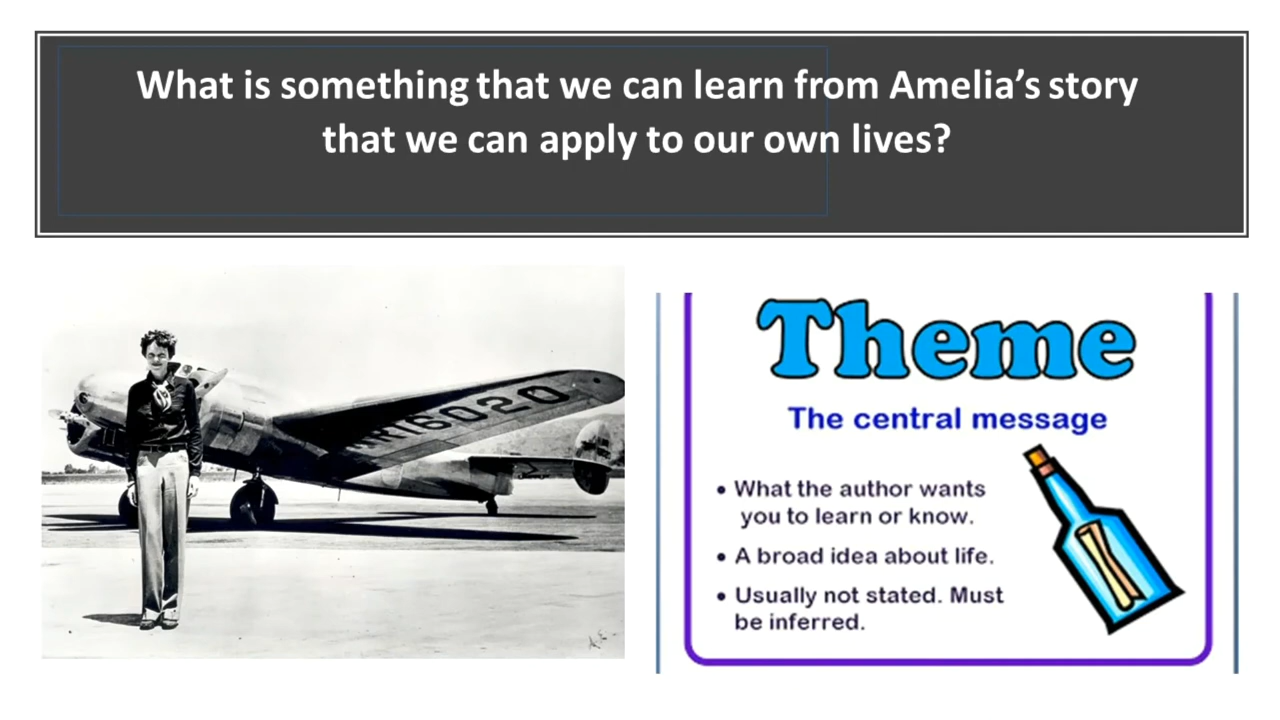 What is something that we can learn from Amelia’s story
that we can apply to our own lives?
NR16020
Theme
The central message
• What the author wants
you to learn or know.
• A broad idea about life.
• Usually not stated. Must
be inferred.